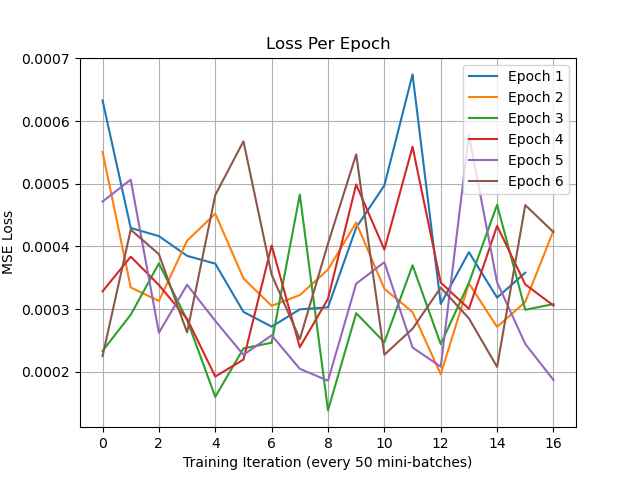 Loss Per Epoch
0.0007
0.0006
0.0005
0.0004
0.0003
0.0002
MSE Loss
Epoch 1
Epoch 2
Epoch 3
Epoch 4
Epoch 5
Epoch 6
0 2 4 6 8 10 12 14 16
Training Iteration (every 50 mini-batches)